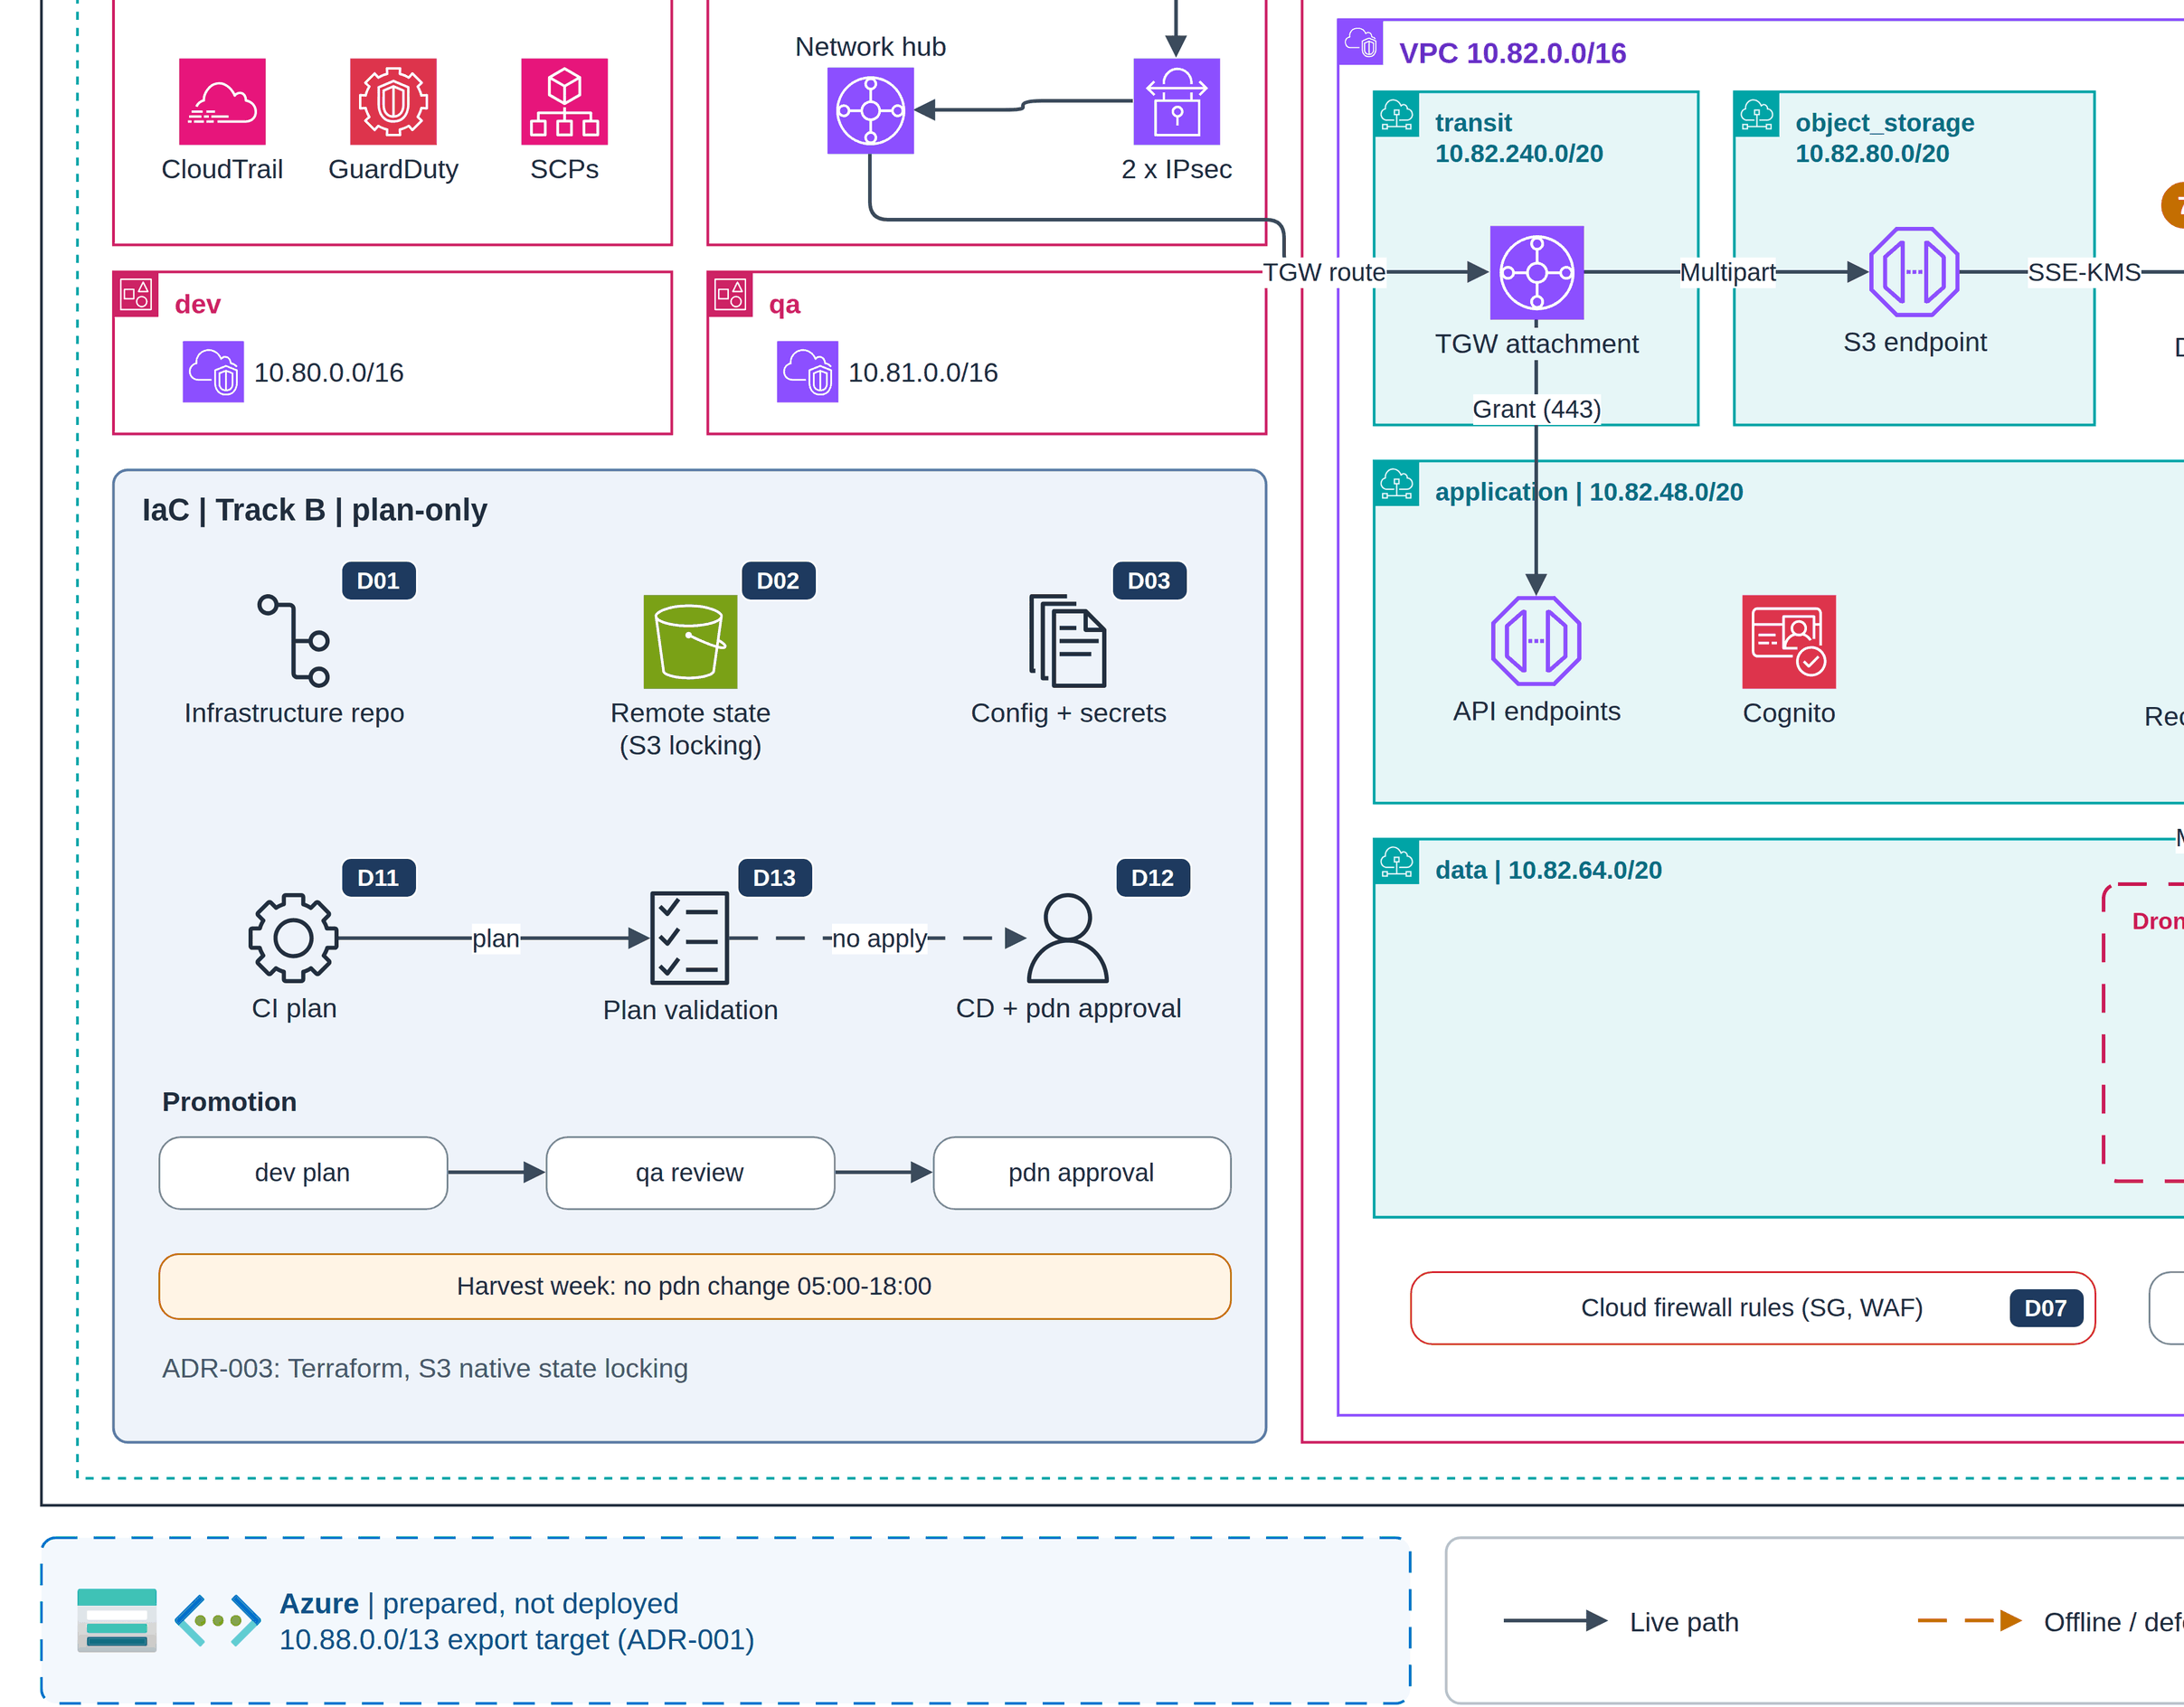 Network hub
CloudTrail
GuardDuty
SCPs
2 x IPsec
dev
10.80.0.0/16
qa
10.81.0.0/16
TGW route
VPC 10.82.0.0/16
transit
10.82.240.0/20
object_storage
10.82.80.0/20
Multipart
SSE-KMS
TGW attachment
S3 endpoint
Grant (443)
application | 10.82.48.0/20
API endpoints
Cognito
data | 10.82.64.0/20
Cloud firewall rules (SG, WAF)
D07
IaC | Track B | plan-only
D01
D02
D03
Infrastructure repo
Remote state
(S3 locking)
Config + secrets
D11
D13
D12
plan
no apply
CI plan
Plan validation
CD + pdn approval
Promotion
dev plan
qa review
pdn approval
Harvest week: no pdn change 05:00-18:00
ADR-003: Terraform, S3 native state locking
Azure | prepared, not deployed
10.88.0.0/13 export target (ADR-001)
Live path
Offline /